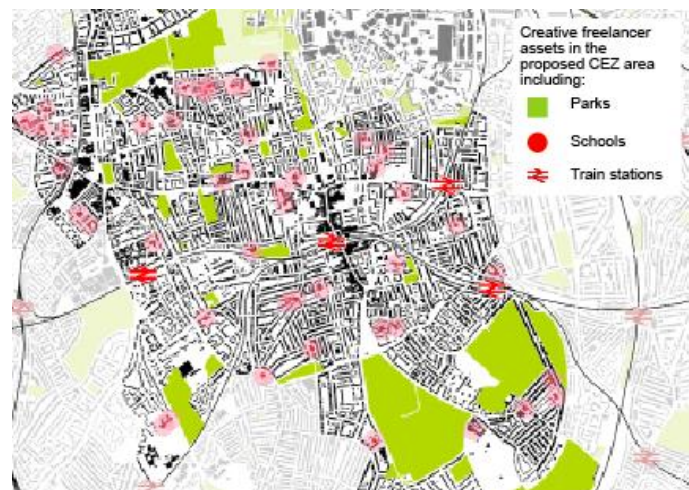 Creative freelancer
assets in the
proposed CEZ area
including:
Parks
Schools
Train stations